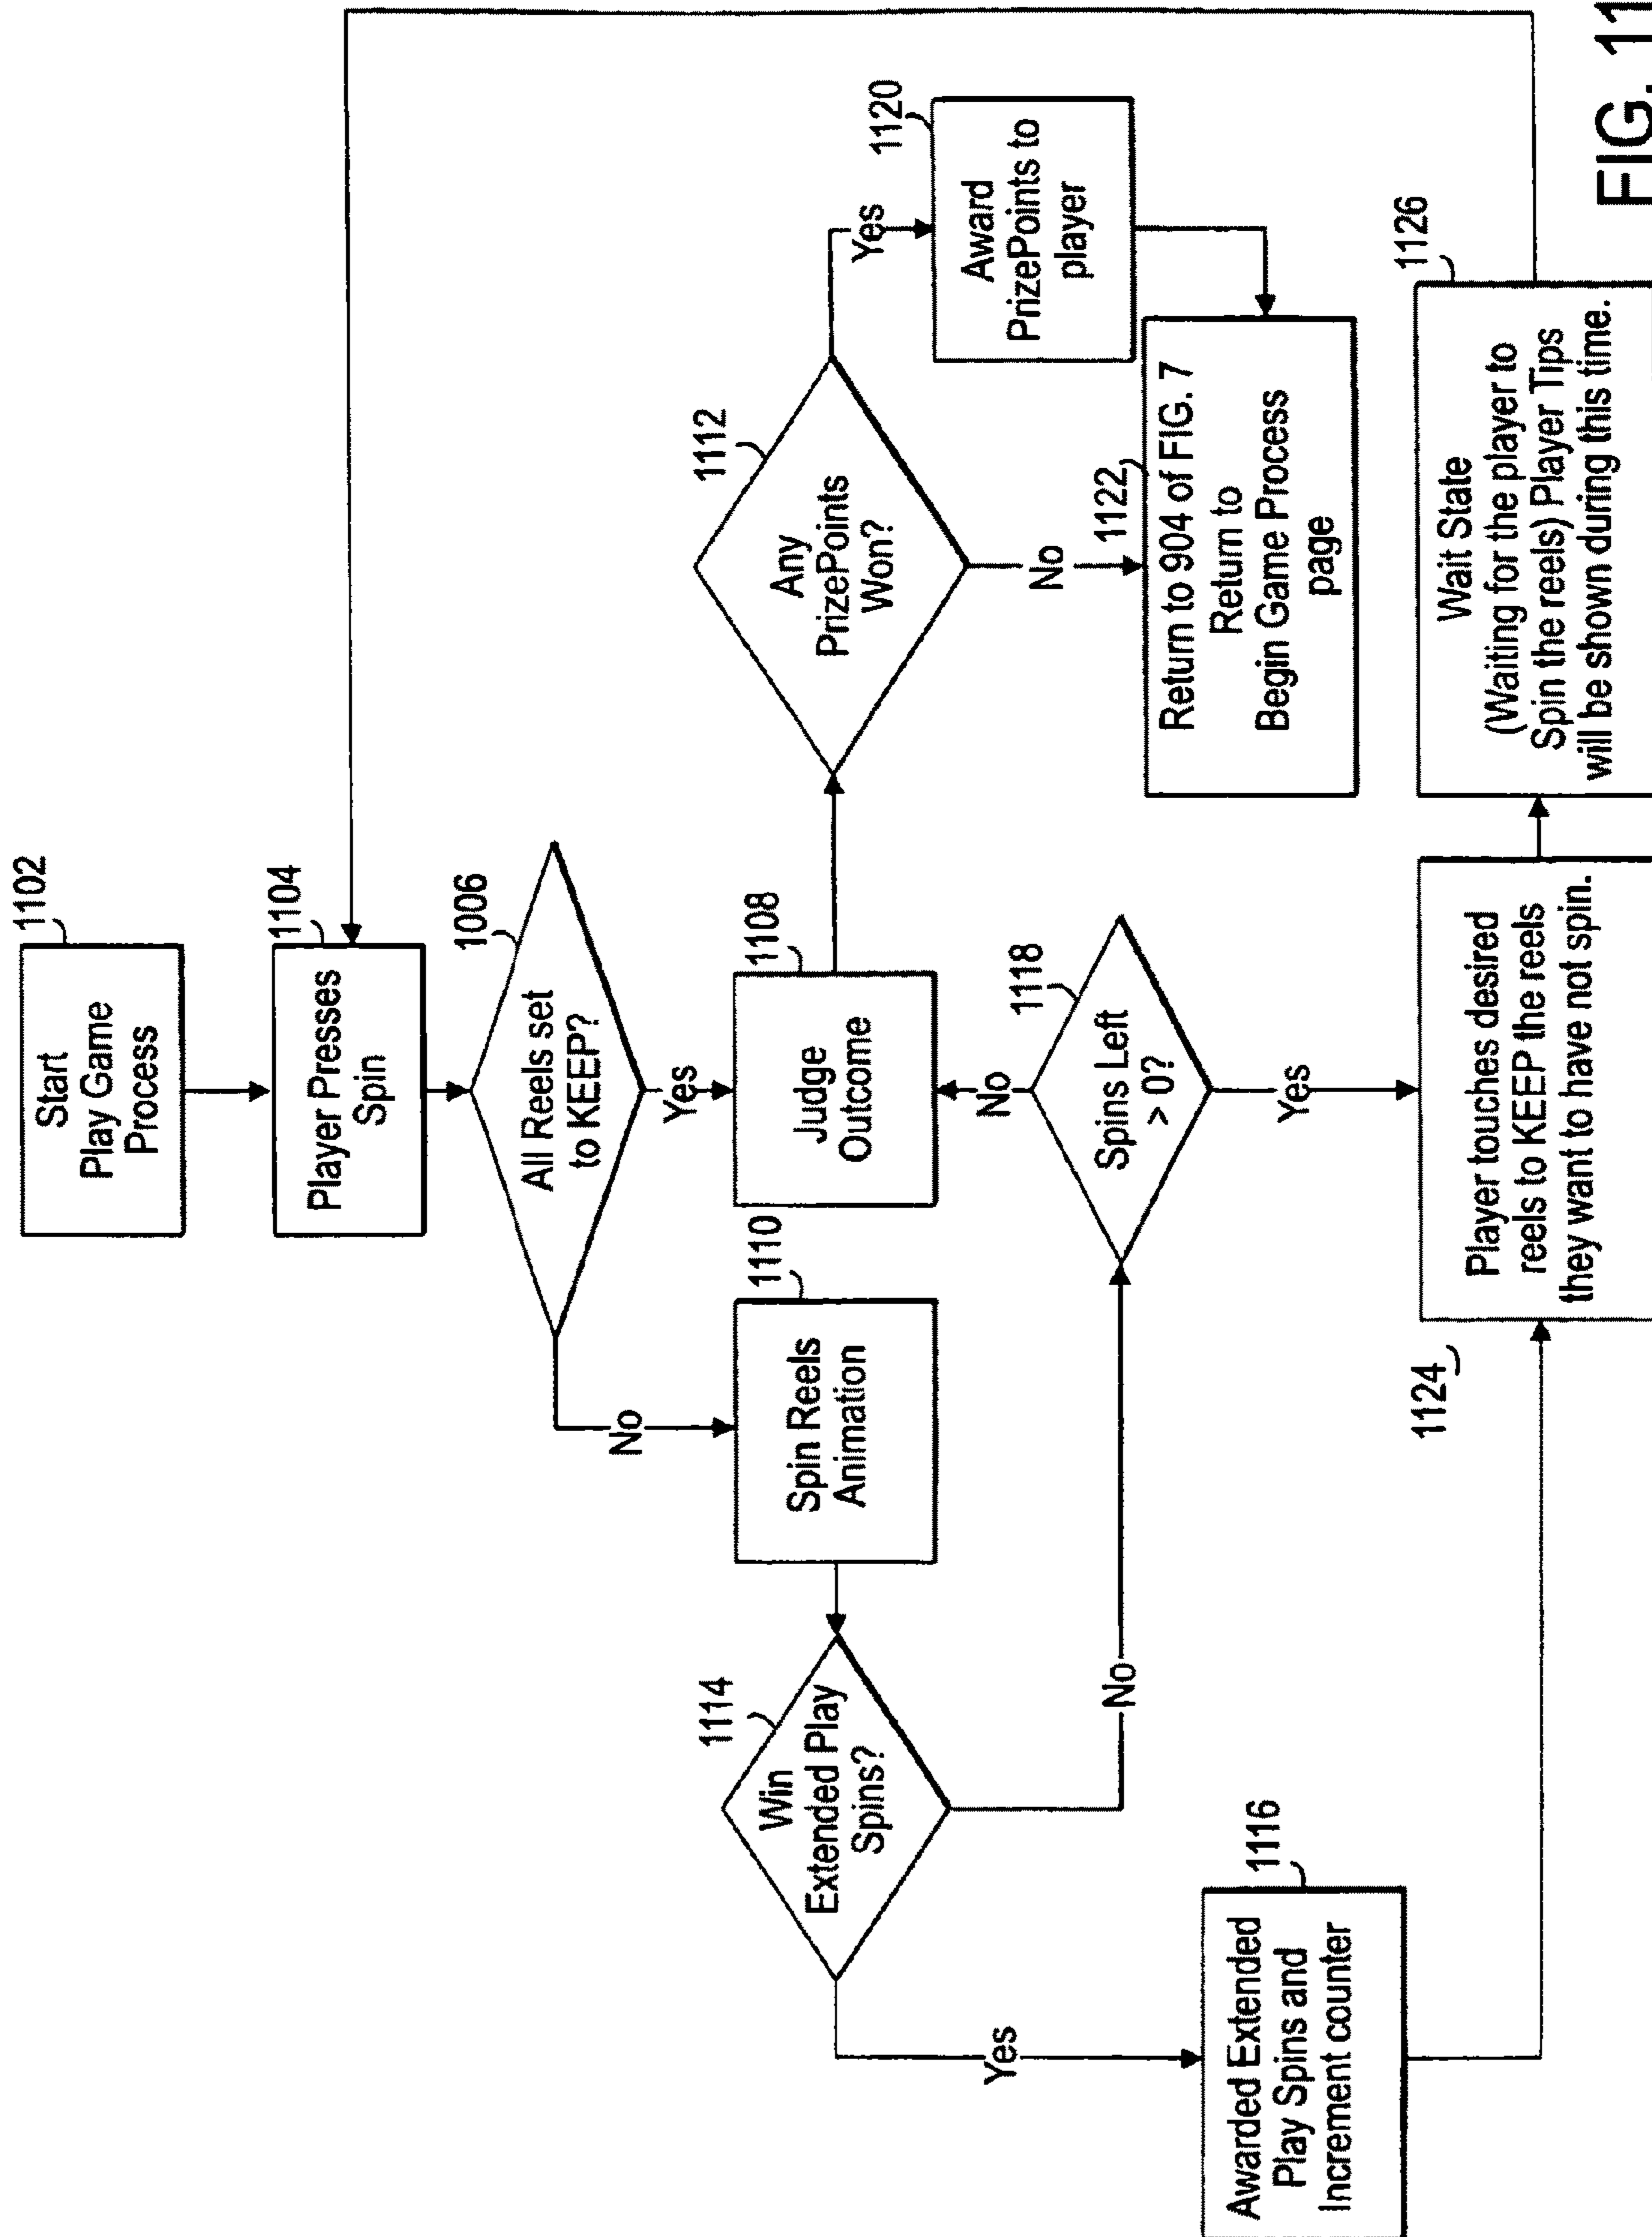 1102
Start
Play Game
Process
1104
Player Presses
Spin
1006
All Reels set
to KEEP?
No
Yes
1110
Spin Reels
Animation
1108
Judge
Outcome
1112
Any
PrizePoints
Won?
Yes
No
1120
Award
PrizePoints to
player
1122
Return to 904 of FIG. 7
Return to
Begin Game Process
page
1114
Win
Extended Play
Spins?
Yes
No
1118
Spins Left
> 0?
No
Yes
1116
Awarded Extended
Play Spins and
Increment counter
1124
Player touches desired
reels to KEEP the reels
they want to have not spin.
1126
Wait State
(Waiting for the player to
Spin the reels) Player Tips
will be shown during this time.
FIG. 11